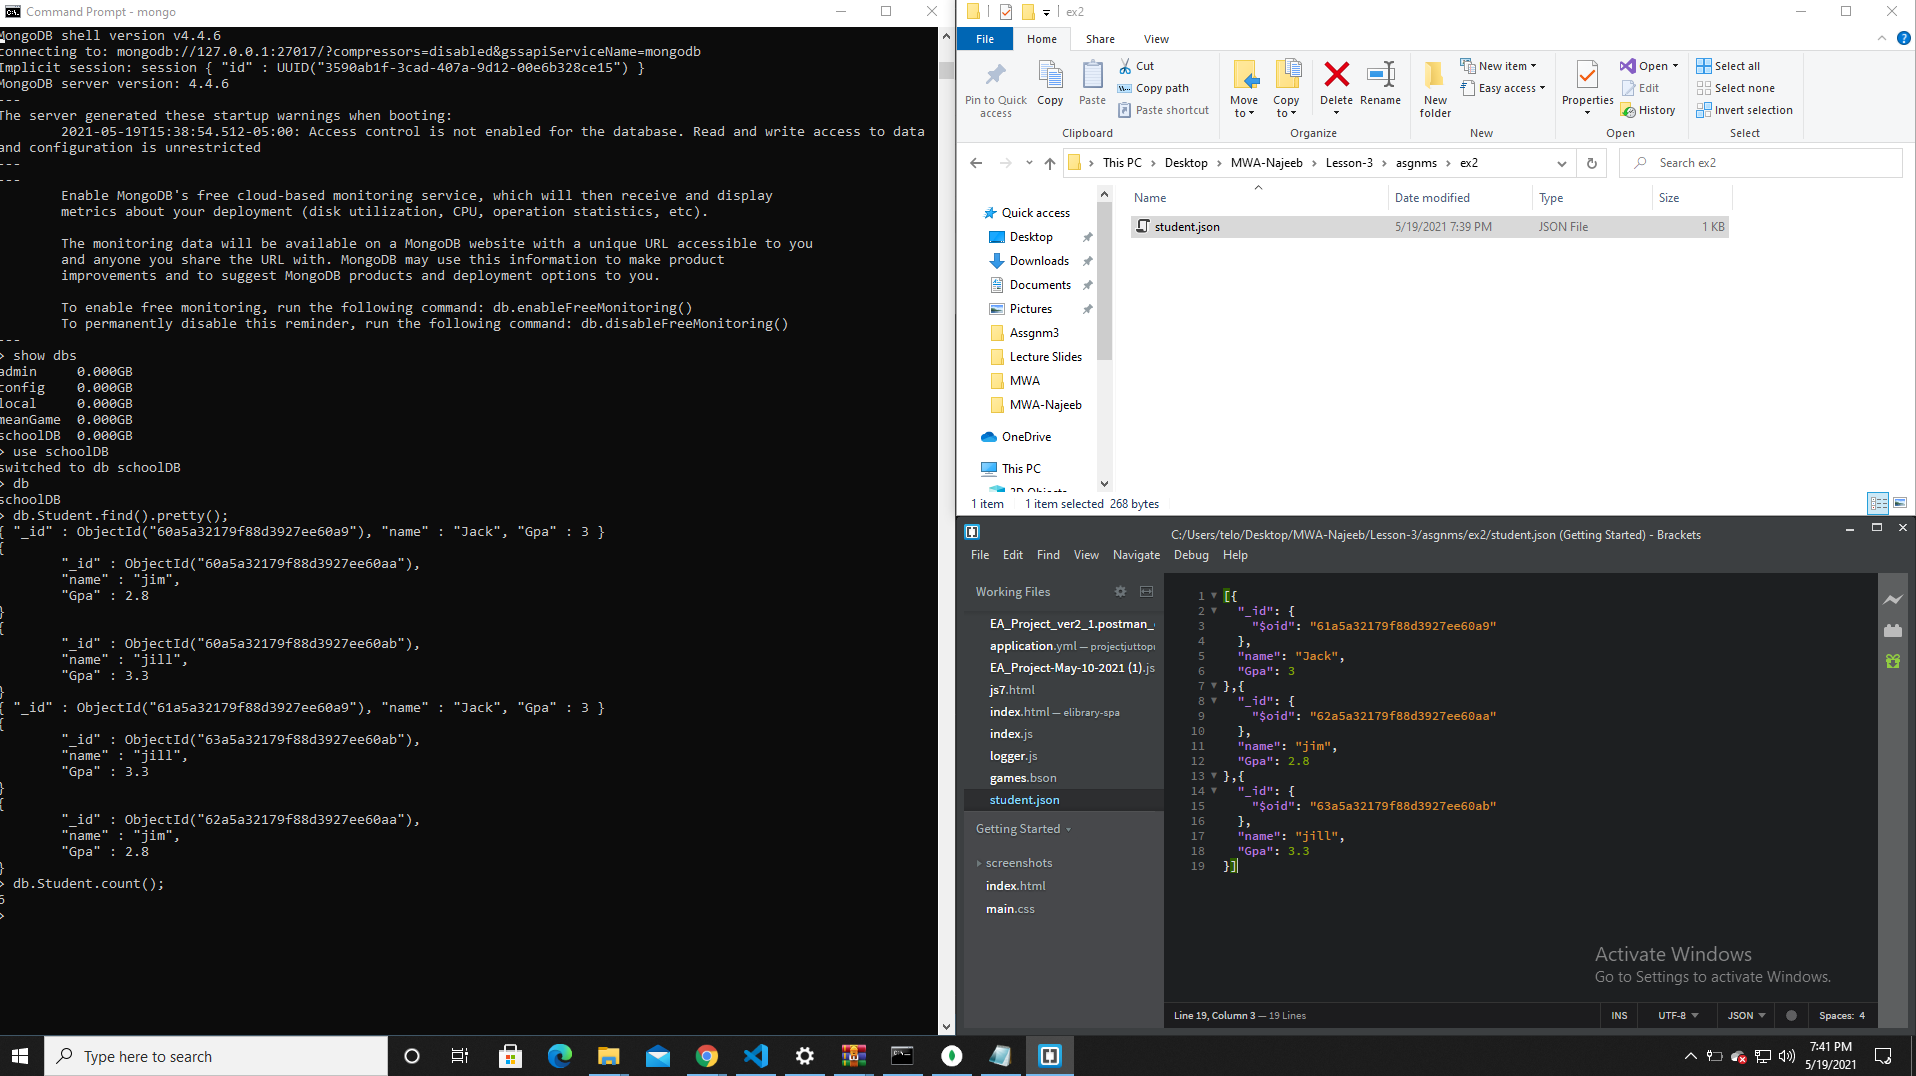 Command Prompt - mongo
MongoDB shell version v4.4.6
connecting to: mongodb://127.0.0.1:27017/?compressors=disabled&gssapiServiceName=mongodb
Implicit session: session { "id" : UUID("3590ab1f-3cad-407a-9d12-00e6b328ce15") }
MongoDB server version: 4.4.6
---
The server generated these startup warnings when booting:
2021-05-19T15:38:54.512-05:00: Access control is not enabled for the database. Read and write access to data
and configuration is unrestricted
---
---
Enable MongoDB's free cloud-based monitoring service, which will then receive and display
metrics about your deployment (disk utilization, CPU, operation statistics, etc).
The monitoring data will be available on a MongoDB website with a unique URL accessible to you
and anyone you share the URL with. MongoDB may use this information to make product
improvements and to suggest MongoDB products and deployment options to you.
To enable free monitoring, run the following command: db.enableFreeMonitoring()
To permanently disable this reminder, run the following command: db.disableFreeMonitoring()
---
> show dbs
admin     0.000GB
config    0.000GB
local     0.000GB
meanGame  0.000GB
schoolDB  0.000GB
> use schoolDB
switched to db schoolDB
> db
schoolDB
> db.Student.find().pretty();
{ "_id" : ObjectId("60a5a32179f88d3927ee60a9"), "name" : "Jack", "Gpa" : 3 }
{
"_id" : ObjectId("60a5a32179f88d3927ee60aa"),
"name" : "jim",
"Gpa" : 2.8
}
{
"_id" : ObjectId("60a5a32179f88d3927ee60ab"),
"name" : "jill",
"Gpa" : 3.3
}
{ "_id" : ObjectId("61a5a32179f88d3927ee60a9"), "name" : "Jack", "Gpa" : 3 }
{
"_id" : ObjectId("63a5a32179f88d3927ee60ab"),
"name" : "jill",
"Gpa" : 3.3
}
{
"_id" : ObjectId("62a5a32179f88d3927ee60aa"),
"name" : "jim",
"Gpa" : 2.8
}
> db.Student.count();
6
>
ex2
File Home Share View
Pin to Quick access
Copy
Paste
Cut
Copy path
Paste shortcut
Clipboard
Move to
Copy to
Delete
Rename
Organize
New folder
New item
Easy access
New
Properties
Open
Edit
History
Open
Select all
Select none
Invert selection
Select
This PC > Desktop > MWA-Najeeb > Lesson-3 > asgnms > ex2
Search ex2
Name Date modified Type Size
student.json 5/19/2021 7:39 PM JSON File 1 KB
Quick access
Desktop
Downloads
Documents
Pictures
Assgnm3
Lecture Slides
MWA
MWA-Najeeb
OneDrive
This PC
3D Objects
1 item 1 item selected 268 bytes
C:/Users/telo/Desktop/MWA-Najeeb/Lesson-3/asgnms/ex2/student.json (Getting Started) - Brackets
File Edit Find View Navigate Debug Help
Working Files
EA_Project_ver2_1.postman_
application.yml — projectjuttopu
EA_Project-May-10-2021 (1).js
js7.html
index.html — elibrary-spa
index.js
logger.js
games.bson
student.json
Getting Started
screenshots
index.html
main.css
1 [{
2 "_id": {
3 "$oid": "61a5a32179f88d3927ee60a9"
4 },
5 "name": "Jack",
6 "Gpa": 3
7 },{
8 "_id": {
9 "$oid": "62a5a32179f88d3927ee60aa"
10 },
11 "name": "jim",
12 "Gpa": 2.8
13 },{
14 "_id": {
15 "$oid": "63a5a32179f88d3927ee60ab"
16 },
17 "name": "jill",
18 "Gpa": 3.3
19 }]
Activate Windows
Go to Settings to activate Windows.
Line 19, Column 3 — 19 Lines
INS UTF-8 JSON Spaces: 4
Type here to search
7:41 PM
5/19/2021